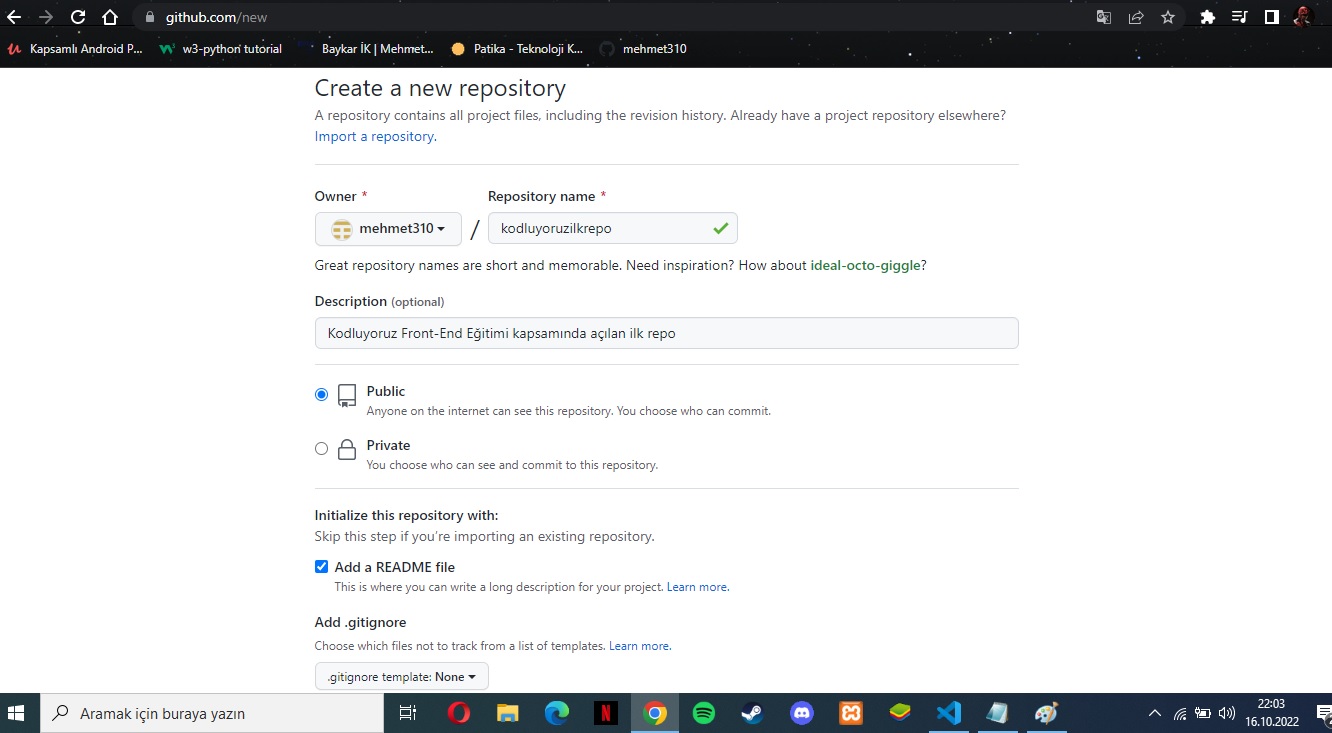 github.com/new
Kapsamlı Android P...
w3-python tutorial
Baykar İK | Mehmet...
Patika - Teknoloji K...
mehmet310
Create a new repository
A repository contains all project files, including the revision history. Already have a project repository elsewhere?
Import a repository.
Owner * Repository name *
mehmet310 / kodluyoruzilkrepo
Great repository names are short and memorable. Need inspiration? How about ideal-octo-giggle?
Description (optional)
Kodluyoruz Front-End Eğitimi kapsamında açılan ilk repo
Public
Anyone on the internet can see this repository. You choose who can commit.
Private
You choose who can see and commit to this repository.
Initialize this repository with:
Skip this step if you're importing an existing repository.
Add a README file
This is where you can write a long description for your project. Learn more.
Add .gitignore
Choose which files not to track from a list of templates. Learn more.
.gitignore template: None
Aramak için buraya yazın
22:03
16.10.2022